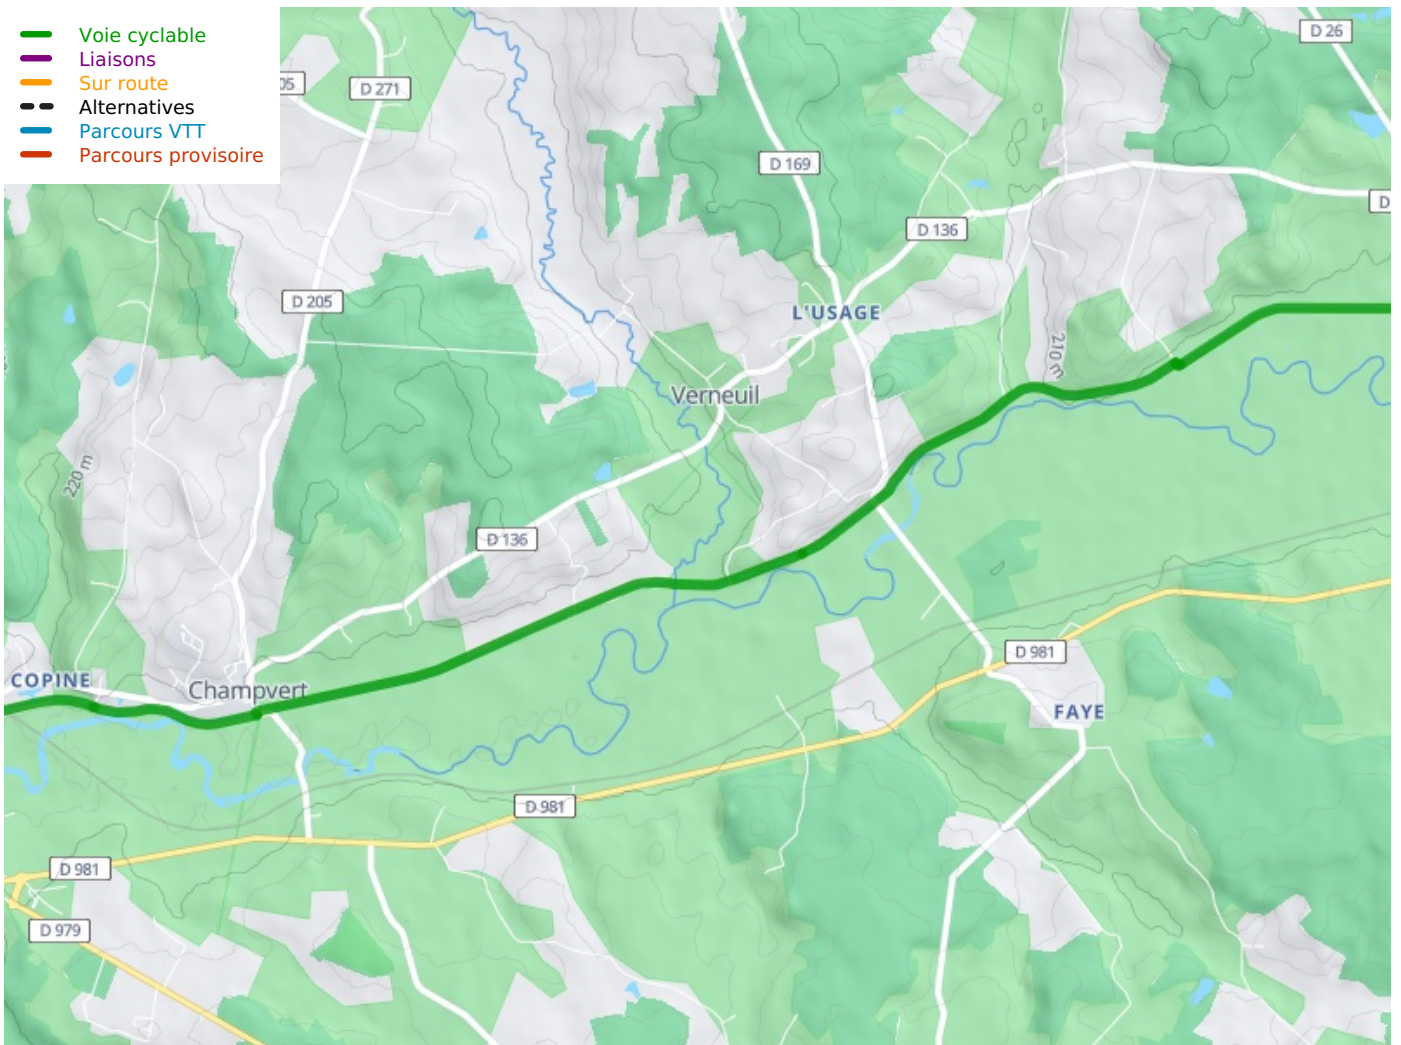 Voie cyclable
Liaisons
Sur route
Alternatives
Parcours VTT
Parcours provisoire
D 26
05
D 271
D 169
D
D 136
D 205
L'USAGE
210 m
Verneuil
220 m
D 136
D 981
COPINE
Champvert
FAYE
D 981
D 981
D 979